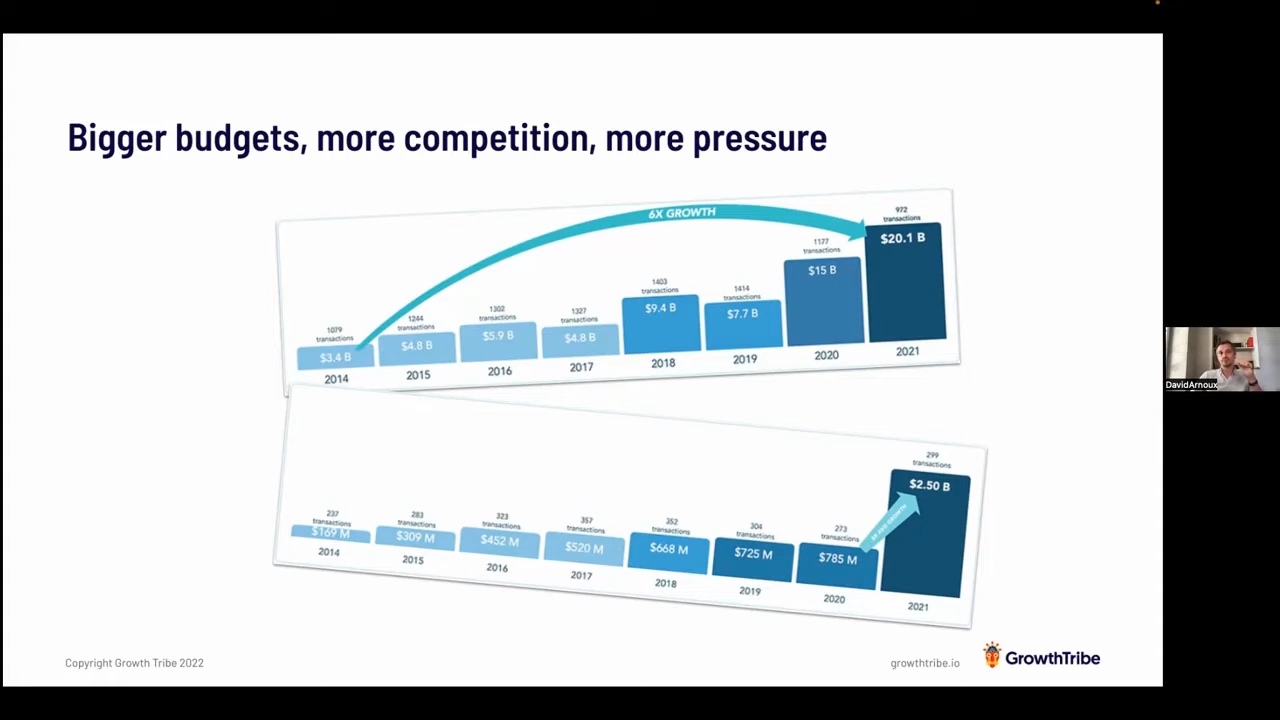 Bigger budgets, more competition, more pressure
6X GROWTH
1079
transactions
$3.4 B
2014
1244
transactions
$4.8 B
2015
1302
transactions
$5.9 B
2016
1327
transactions
$4.8 B
2017
1403
transactions
$9.4 B
2018
1414
transactions
$7.7 B
2019
1177
transactions
$15 B
2020
972
transactions
$20.1 B
2021
237
transactions
$169 M
2014
283
transactions
$309 M
2015
323
transactions
$452 M
2016
357
transactions
$520 M
2017
352
transactions
$668 M
2018
304
transactions
$725 M
2019
273
transactions
$785 M
2020
GROWTH
299
transactions
$2.50 B
2021
DavidArnoux
Copyright Growth Tribe 2022
growthtribe.io
GrowthTribe